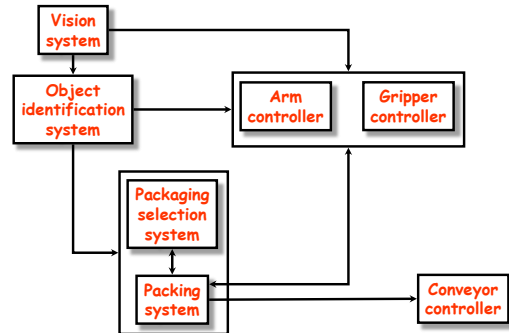 Vision
system
Object
identification
system
Arm
controller
Gripper
controller
Packaging
selection
system
Packing
system
Conveyor
controller